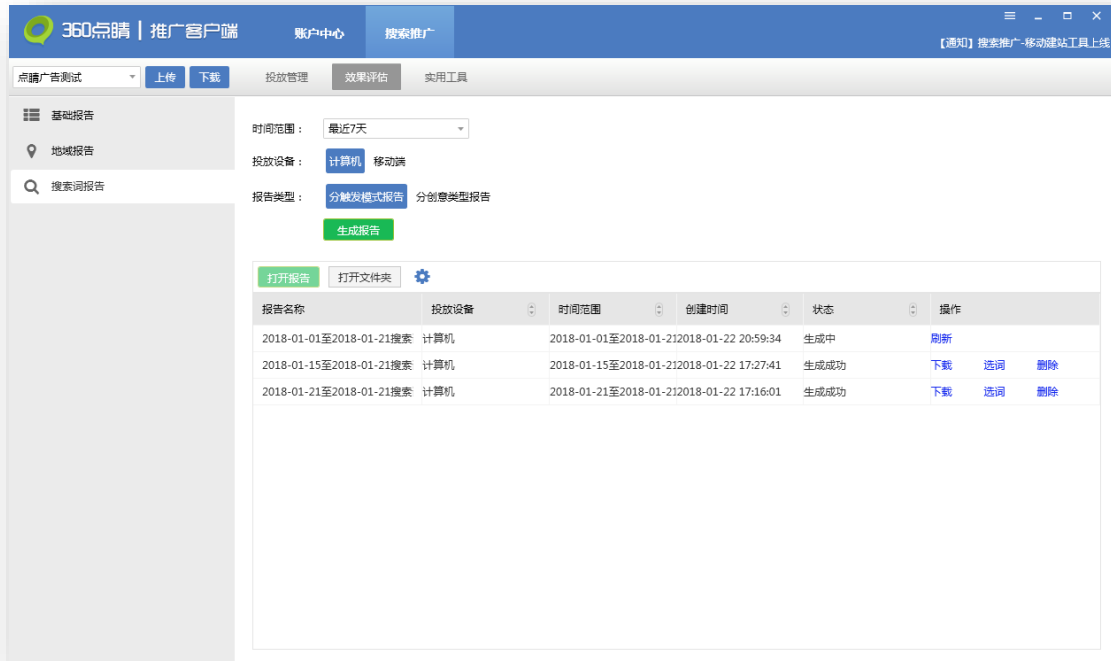 360点睛 | 推广客户端 账户中心 搜索推广
【通知】搜索推广-移动建站工具上线
点睛广告测试 上传 下载 投放管理 效果评估 实用工具
基础报告
地域报告
搜索词报告
时间范围： 最近7天
投放设备： 计算机 移动端
报告类型： 分触发模式报告 分创意类型报告
生成报告
打开报告 打开文件夹
报告名称 投放设备 时间范围 创建时间 状态 操作
2018-01-01至2018-01-21搜索 计算机 2018-01-01至2018-01-21 2018-01-22 20:59:34 生成中 刷新
2018-01-15至2018-01-21搜索 计算机 2018-01-15至2018-01-21 2018-01-22 17:27:41 生成成功 下载 选词 删除
2018-01-21至2018-01-21搜索 计算机 2018-01-21至2018-01-21 2018-01-22 17:16:01 生成成功 下载 选词 删除